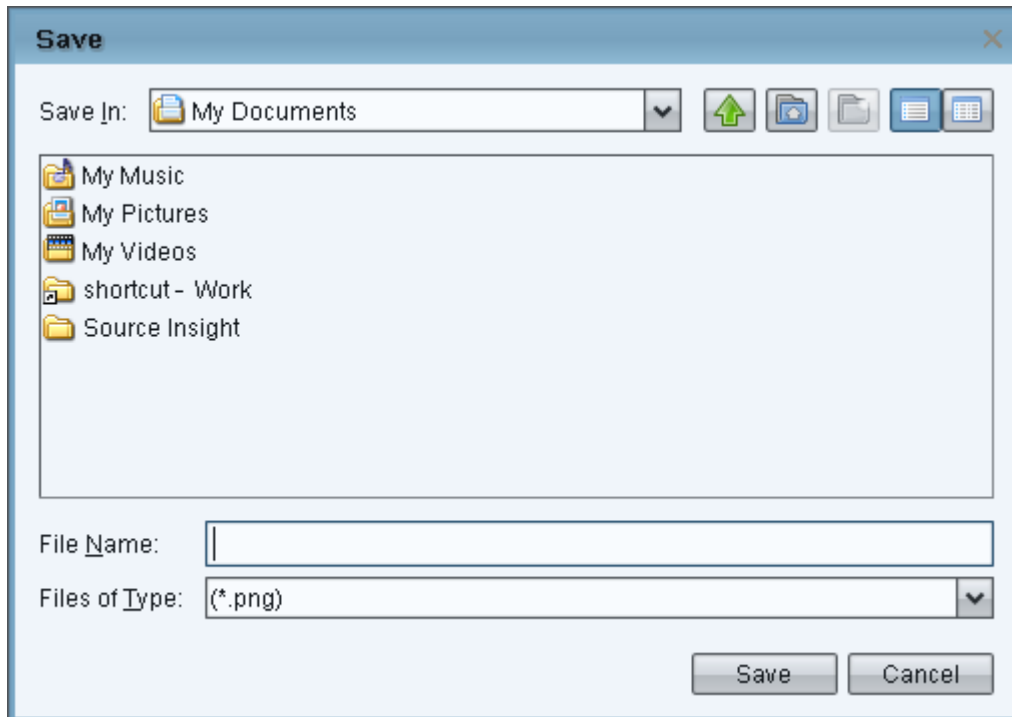 Save
Save In: My Documents
My Music
My Pictures
My Videos
shortcut - Work
Source Insight
File Name:
Files of Type: (*.png)
Save Cancel